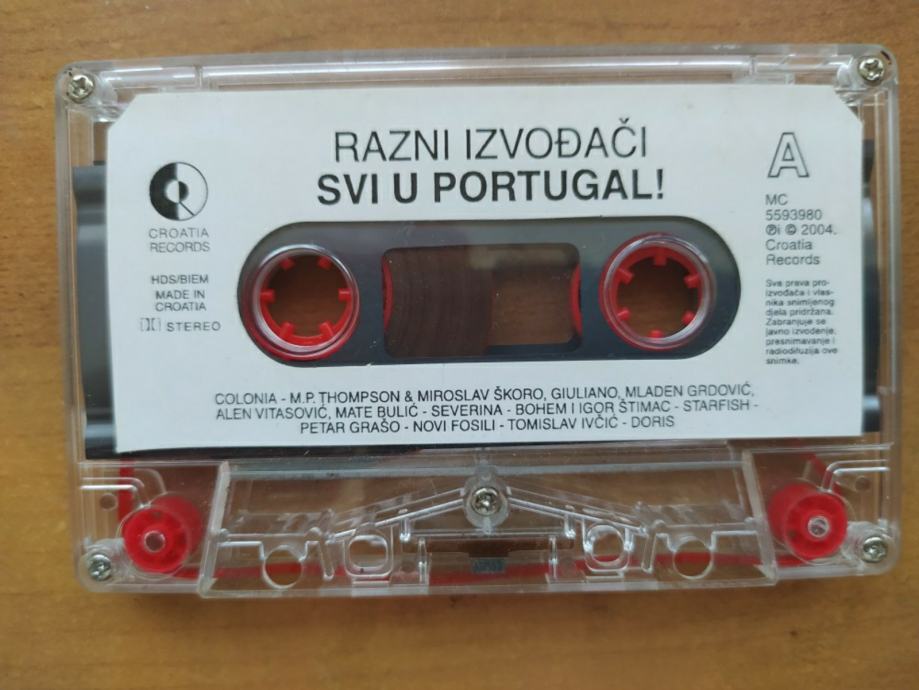 RAZNI IZVOĐAČI
SVI U PORTUGAL!
CROATIA
RECORDS
HDS/BIEM
MADE IN
CROATIA
STEREO
A
MC
5593980
℗i © 2004.
Croatia
Records
Sva prava pro-
izvođača i vlas-
nika snimljenog
djela pridržana.
Zabranjuje se
javno izvođenje,
presnimavanje i
radiodifuzija ove
snimke.
COLONIA - M.P. THOMPSON & MIROSLAV ŠKORO, GIULIANO, MLADEN GRDOVIĆ,
ALEN VITASOVIĆ, MATE BULIĆ - SEVERINA - BOHEM I IGOR ŠTIMAC - STARFISH -
PETAR GRAŠO - NOVI FOSILI - TOMISLAV IVČIĆ - DORIS